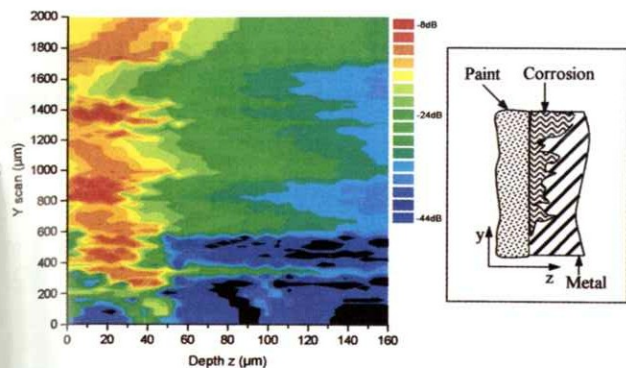 2000
1800
1600
1400
1200
1000
800
600
400
200
0
Y scan (µm)
0 20 40 60 80 100 120 140 160
Depth z (µm)
-8dB
-24dB
-44dB
Paint Corrosion
y
z
Metal